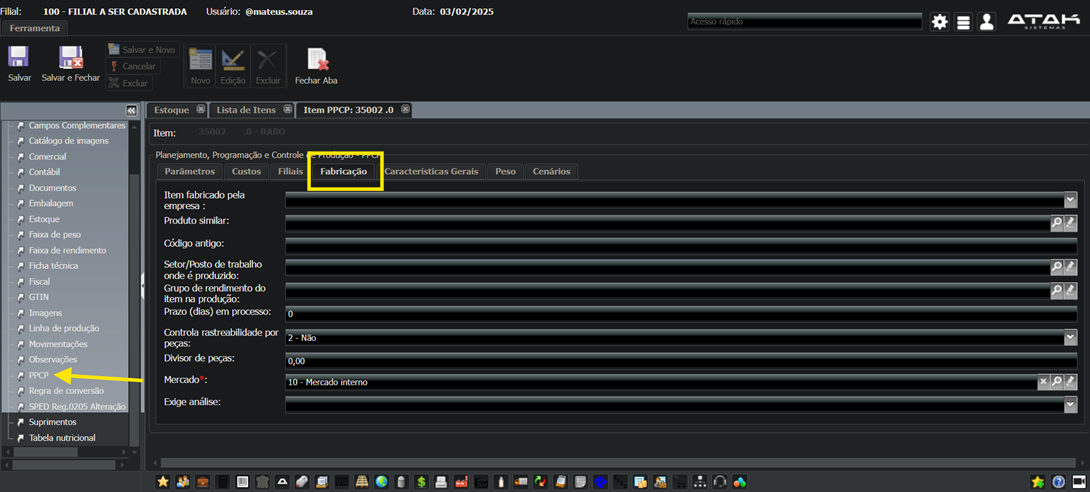 Filial: 100 - FILIAL A SER CADASTRADA Usuário: @mateus.souza Data: 03/02/2025
Acesso rápido
ATAK
SISTEMAS
Ferramenta
Salvar
Salvar e Fechar
Salvar e Novo
Cancelar
Excluir
Novo
Edição
Excluir
Fechar Aba
Campos Complementares
Catálogo de imagens
Comercial
Contábil
Documentos
Embalagem
Estoque
Faixa de peso
Faixa de rendimento
Ficha técnica
Fiscal
GTIN
Imagens
Linha de produção
Movimentações
Observações
PPCP
Regra de conversão
SPED Reg.0205 Alteração
Suprimentos
Tabela nutricional
Estoque
Lista de Itens
Item PPCP: 35002 .0
Item: 35002 .0 - RABO
Planejamento, Programação e Controle de Produção - PPCP
Parâmetros
Custos
Filiais
Fabricação
Características Gerais
Peso
Cenários
Item fabricado pela
empresa :
Produto similar:
Código antigo:
Setor/Posto de trabalho
onde é produzido:
Grupo de rendimento do
item na produção:
Prazo (dias) em processo: 0
Controla rastreabilidade por
peças: 2 - Não
Divisor de peças: 0,00
Mercado*: 10 - Mercado interno
Exige análise: